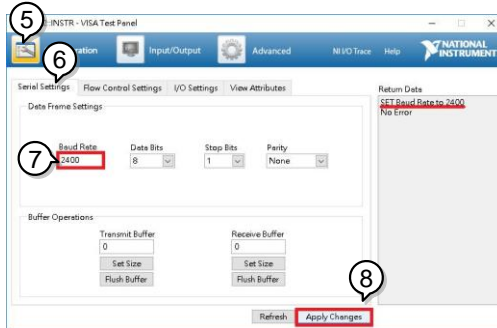 5
::INSTR - VISA Test Panel
Input/Output
Advanced
NI I/O Trace
Help
NATIONAL
INSTRUMENT
6
Serial Settings
Flow Control Settings
I/O Settings
View Attributes
Return Data
SET Baud Rate to 2400
No Error
Data Frame Settings
7
Baud Rate
Data Bits
Stop Bits
Parity
2400
8
1
None
Buffer Operations
Transmit Buffer
Receive Buffer
0
0
Set Size
Set Size
Flush Buffer
Flush Buffer
8
Refresh
Apply Changes